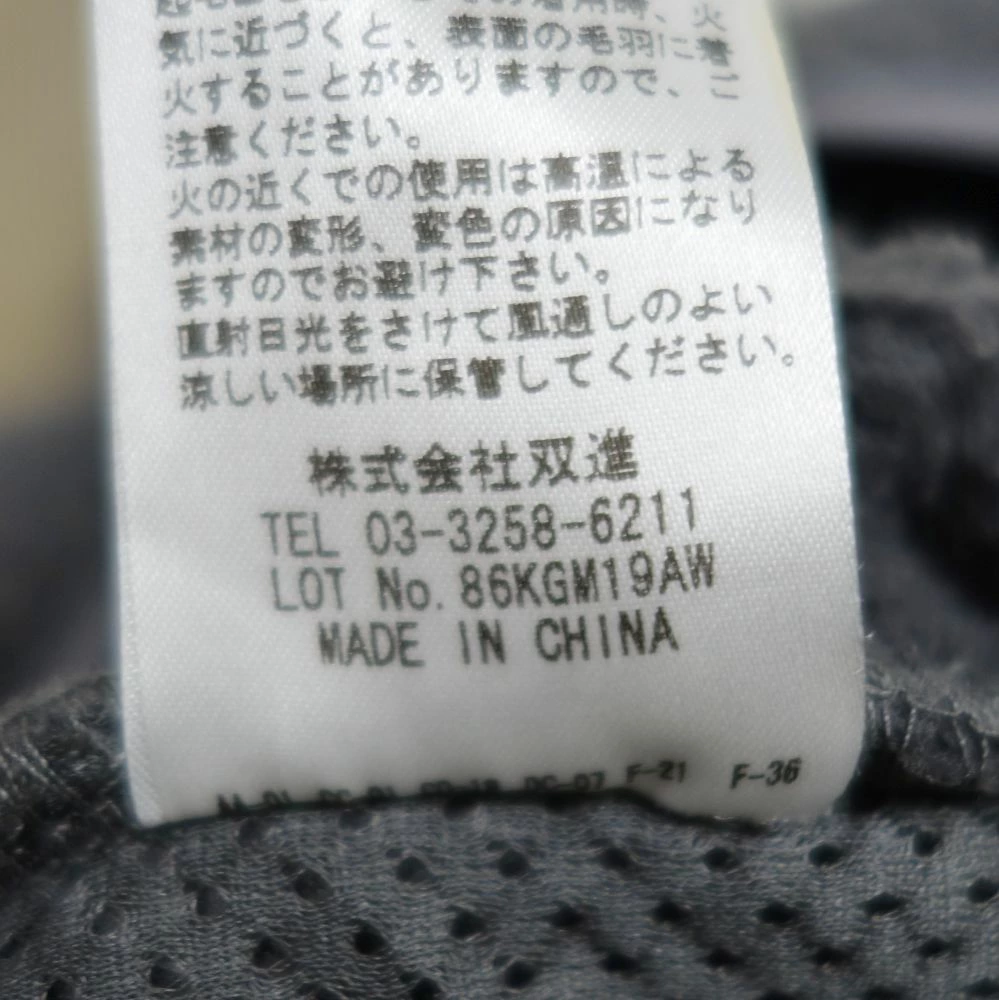 気に近づくと、表面の毛羽に着
火することがありますので、ご
注意ください。
火の近くでの使用は高温による
素材の変形、変色の原因になり
ますのでお避け下さい。
直射日光をさけて風通しのよい
涼しい場所に保管してください。
株式会社双進
TEL 03-3258-6211
LOT No. 86KGM19AW
MADE IN CHINA
F-21 F-36